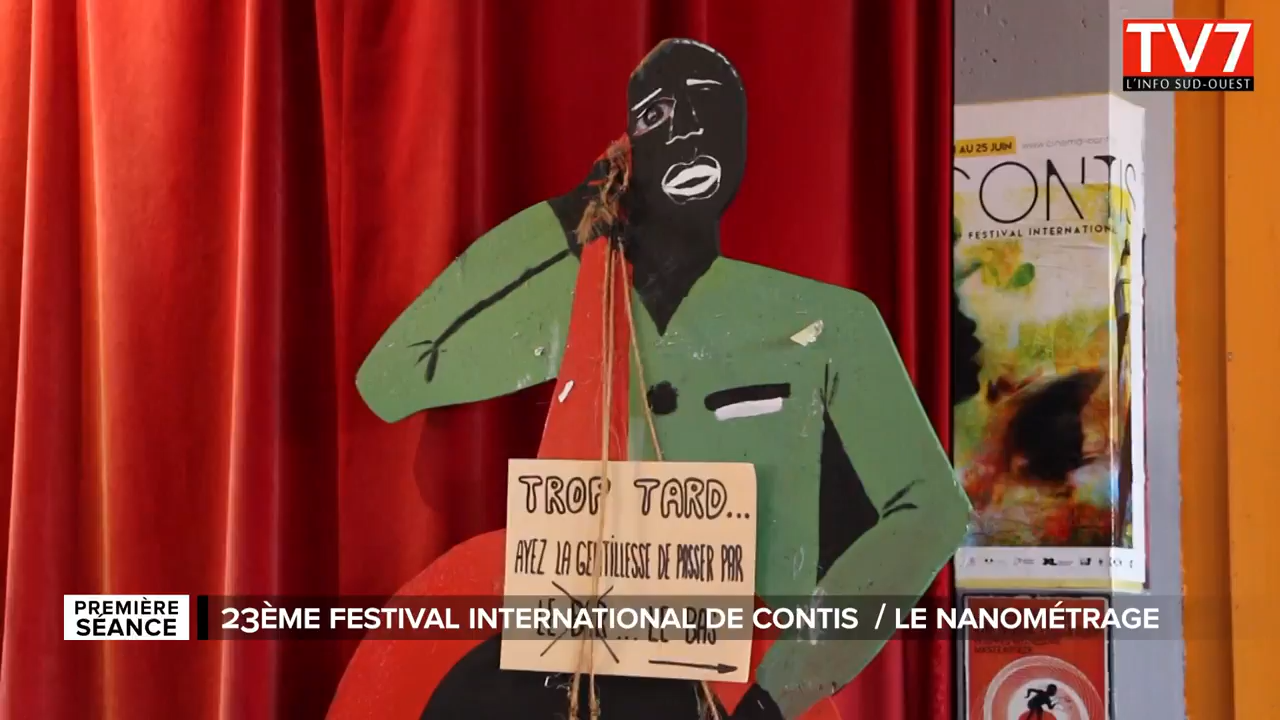 TV7
L'INFO SUD-OUEST
AU 25 JUIN
CONTIS
FESTIVAL INTERNATION
TROP TARD...
AYEZ LA GENTILLESSE DE PASSER PAR
LE BAR... LE BAS
PREMIÈRE
SÉANCE
23ÈME FESTIVAL INTERNATIONAL DE CONTIS / LE NANOMÉTRAGE